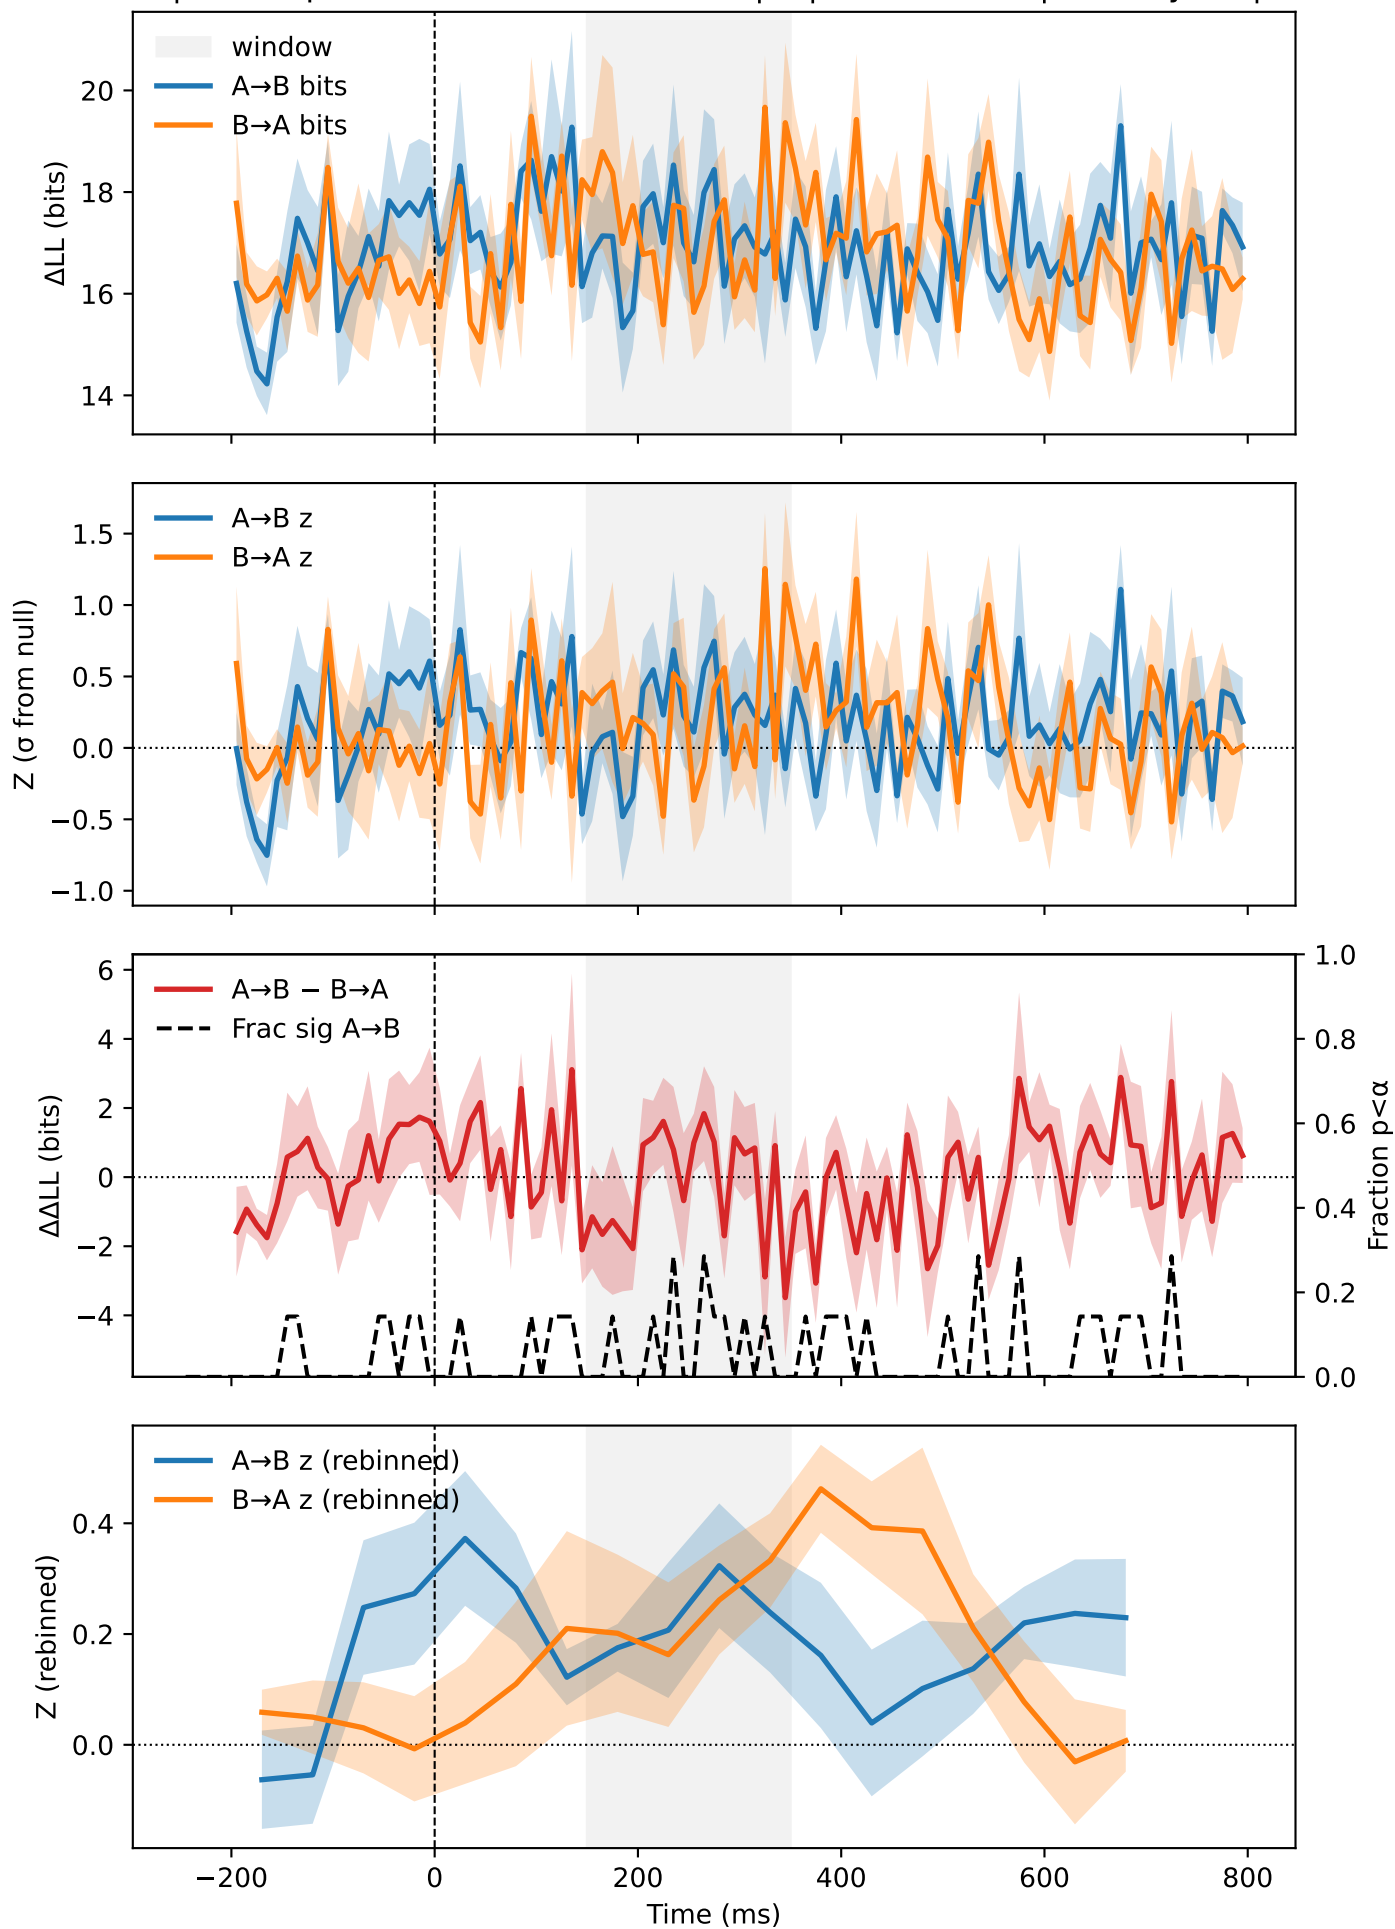 window
A→B bits
B→A bits
ΔLL (bits)
20
18
16
14
A→B z
B→A z
Z (σ from null)
1.5
1.0
0.5
0.0
−0.5
−1.0
A→B − B→A
Frac sig A→B
ΔΔLL (bits)
6
4
2
0
−2
−4
1.0
0.8
0.6
0.4
0.2
0.0
Fraction p<α
A→B z (rebinned)
B→A z (rebinned)
Z (rebinned)
0.4
0.2
0.0
−200 0 200 400 600 800
Time (ms)